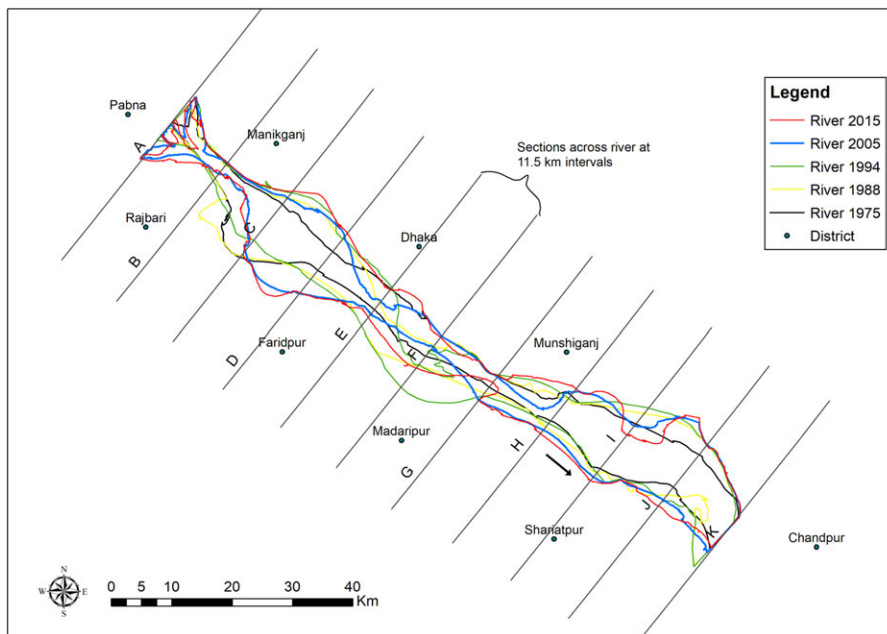 Pabna
Manikganj
Sections across river at
11.5 km intervals
Legend
River 2015
River 2005
River 1994
River 1988
River 1975
District
A
Rajbari
B
C
Dhaka
D
Faridpur
E
F
Munshiganj
Madaripur
G
H
I
J
K
Shariatpur
Chandpur
N
W
E
S
0
5
10
20
30
40
Km